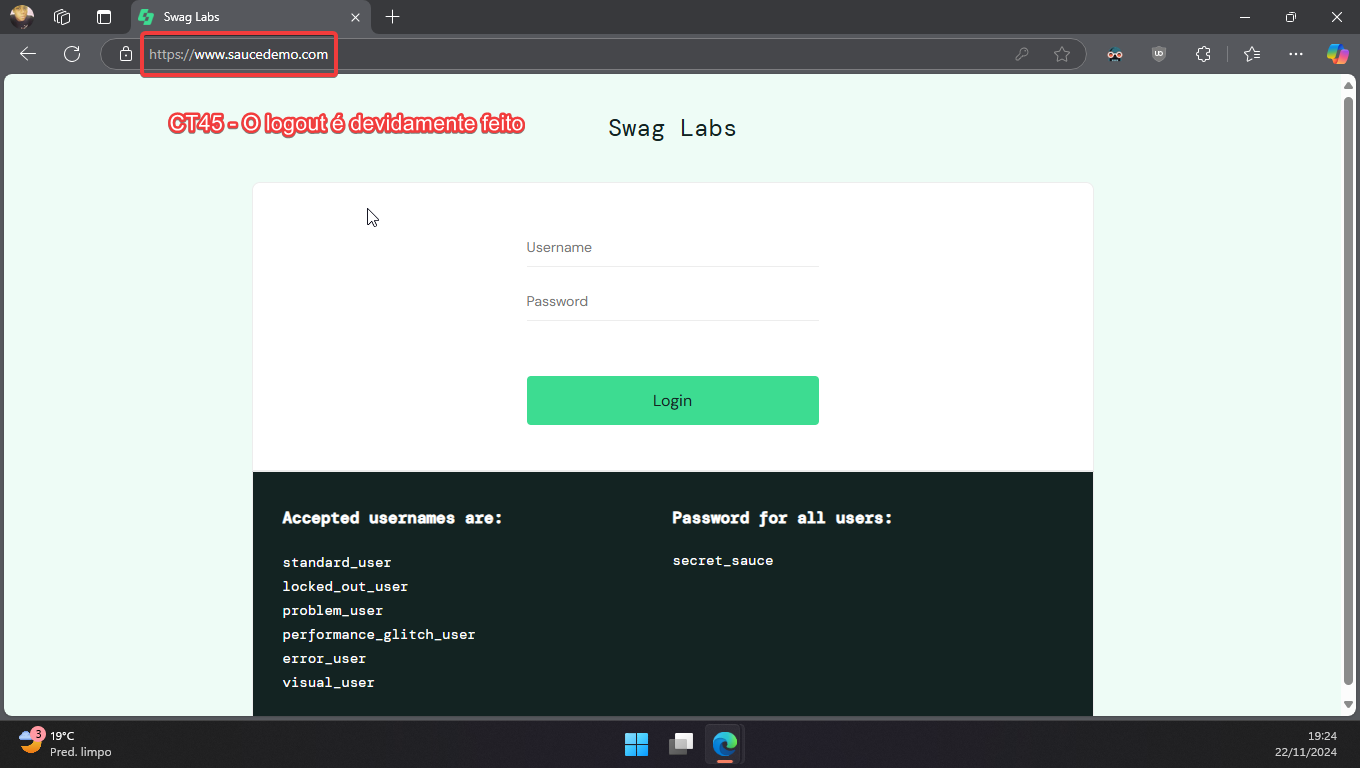 Swag Labs
https://www.saucedemo.com
UD
CT45 - O logout é devidamente feito
Swag Labs
Username
Password
Login
Accepted usernames are:
standard_user
locked_out_user
problem_user
performance_glitch_user
error_user
visual_user
Password for all users:
secret_sauce
3
19°C
Pred. limpo
19:24
22/11/2024